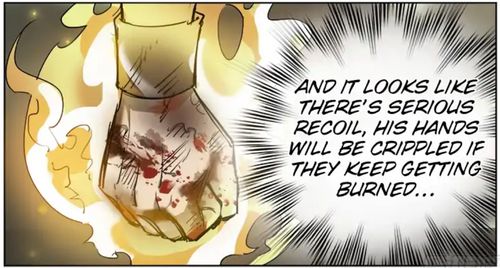 AND IT LOOKS LIKE
THERE'S SERIOUS
RECOIL, HIS HANDS
WILL BE CRIPPLED IF
THEY KEEP GETTING
BURNED...